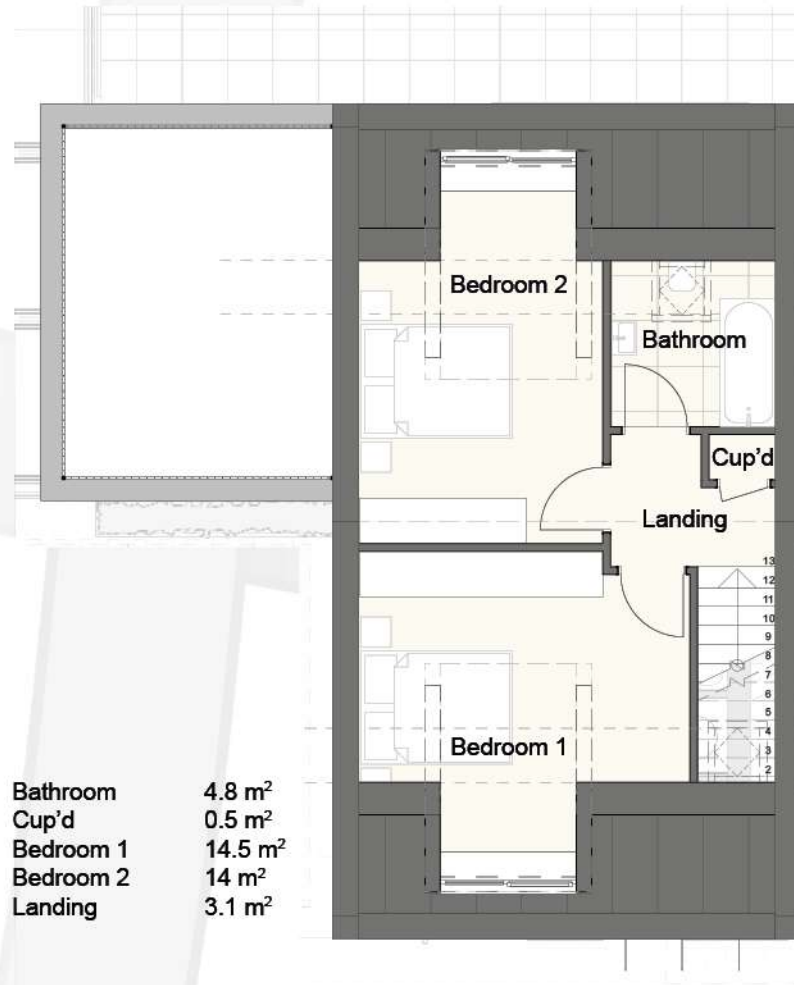 Bedroom 2
Bathroom
Cup'd
Landing
13
12
11
10
9
8
7
6
5
4
3
2
Bedroom 1
Bathroom 4.8 m²
Cup'd 0.5 m²
Bedroom 1 14.5 m²
Bedroom 2 14 m²
Landing 3.1 m²